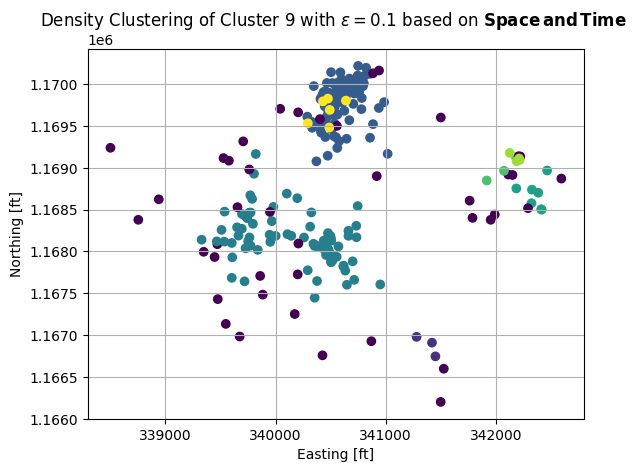 Density Clustering of Cluster 9 with ε = 0.1 based on Space and Time
1e6
1.1700
1.1695
1.1690
1.1685
1.1680
1.1675
1.1670
1.1665
1.1660
Northing [ft]
339000 340000 341000 342000
Easting [ft]